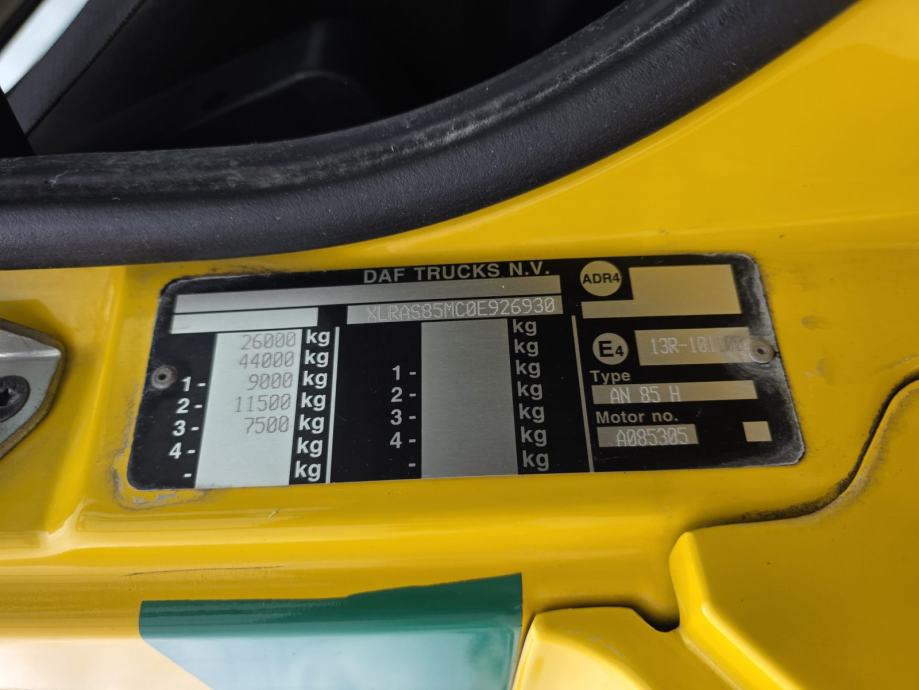 DAF TRUCKS N.V.
XLRAS85MC0E926930
26000 kg
44000 kg
1- 9000 kg
2- 11500 kg
3- 7500 kg
4- kg
- kg
kg
kg
1- kg
2- kg
3- kg
4- kg
- kg
ADR4
E4 13R-101
Type
AN 85 H
Motor no.
A085305